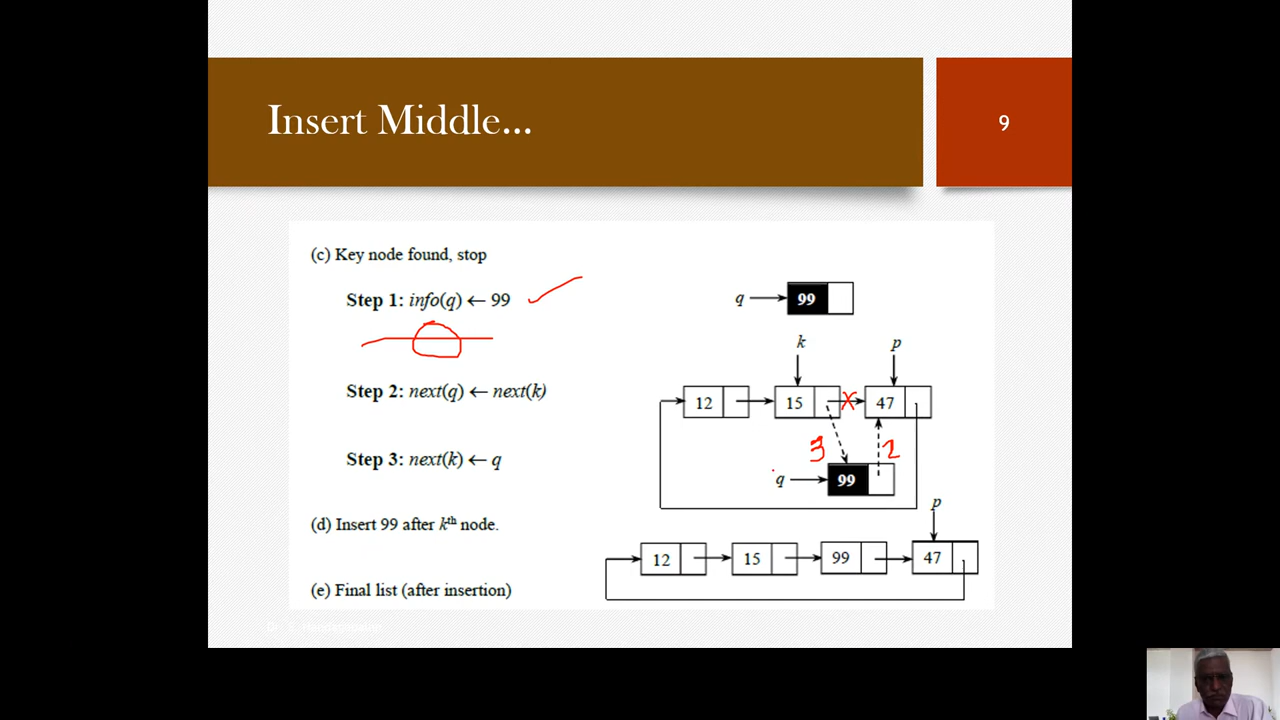 Insert Middle...
9
(c) Key node found, stop
Step 1: info(q) ← 99
q 99
k p
Step 2: next(q) ← next(k)
12 15 X 47
3 2
Step 3: next(k) ← q
q 99
p
(d) Insert 99 after kth node.
12 15 99 47
(e) Final list (after insertion)